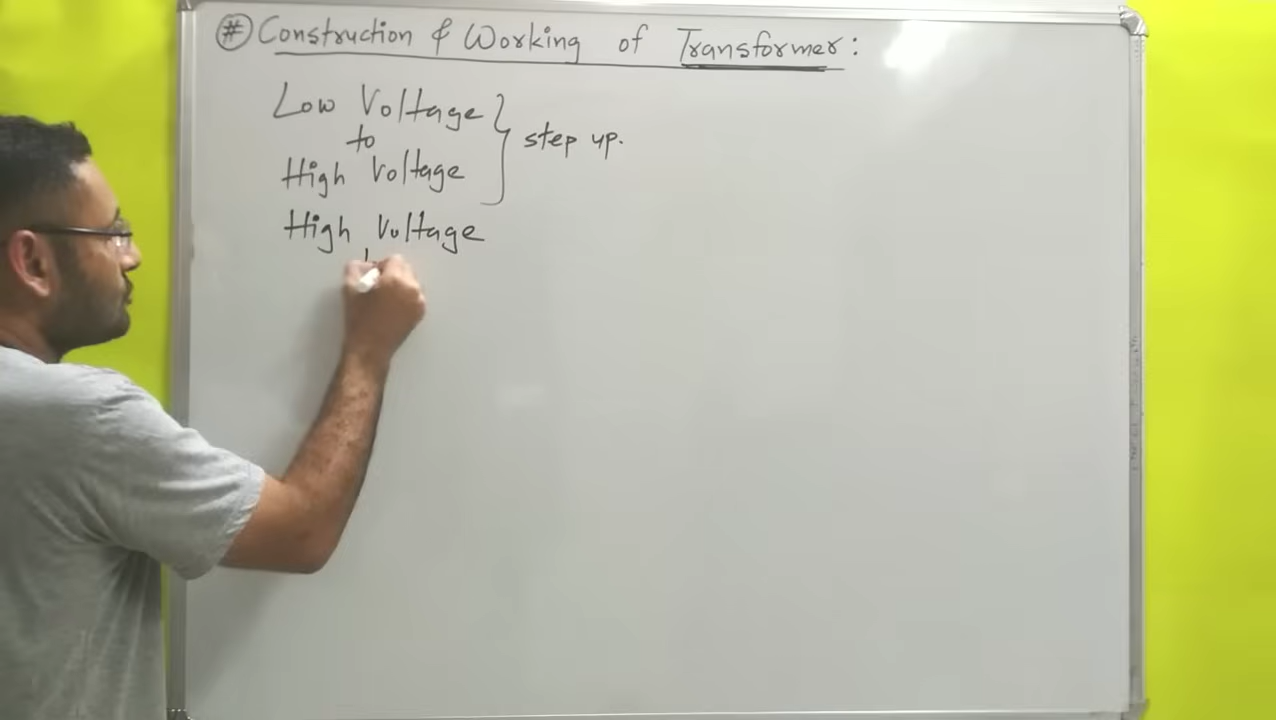 # Construction & Working of Transformer:
Low Voltage
to
High Voltage
step up.
High Voltage